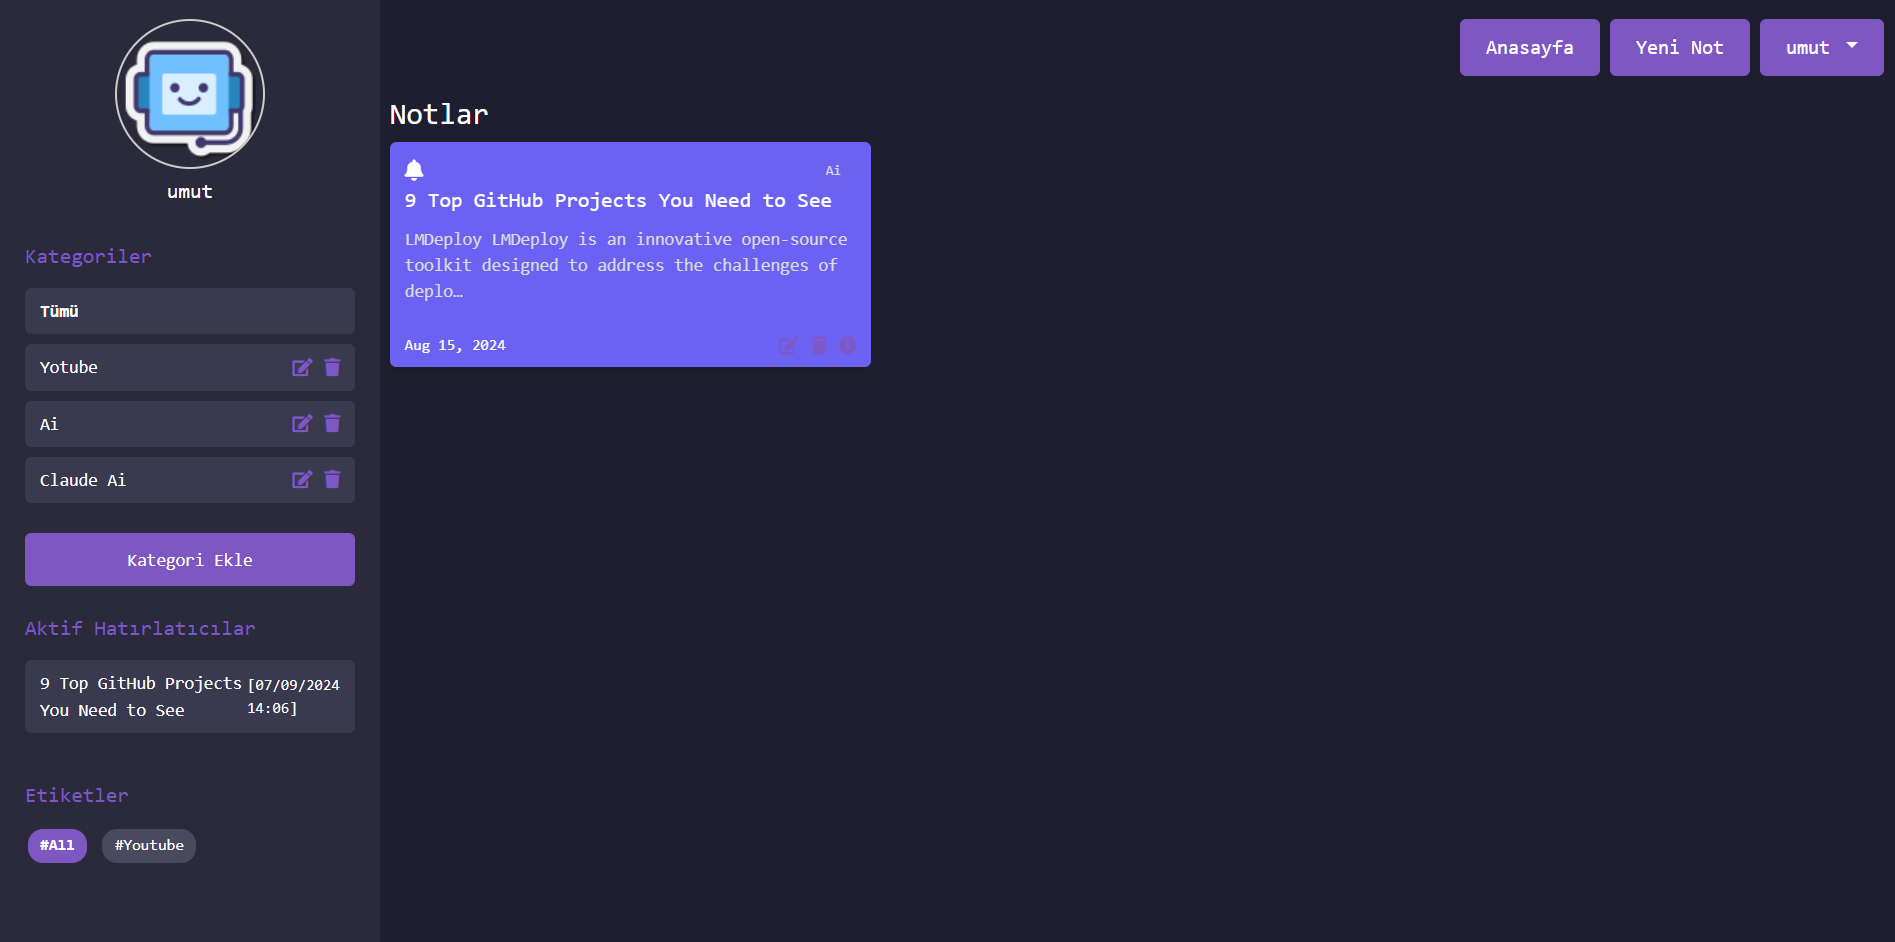 umut
Kategoriler
Tümü
Yotube
Ai
Claude Ai
Kategori Ekle
Aktif Hatırlatıcılar
9 Top GitHub Projects [07/09/2024
You Need to See 14:06]
Etiketler
#All #Youtube
Anasayfa Yeni Not umut
Notlar
Ai
9 Top GitHub Projects You Need to See
LMDeploy LMDeploy is an innovative open-source
toolkit designed to address the challenges of
deplo…
Aug 15, 2024